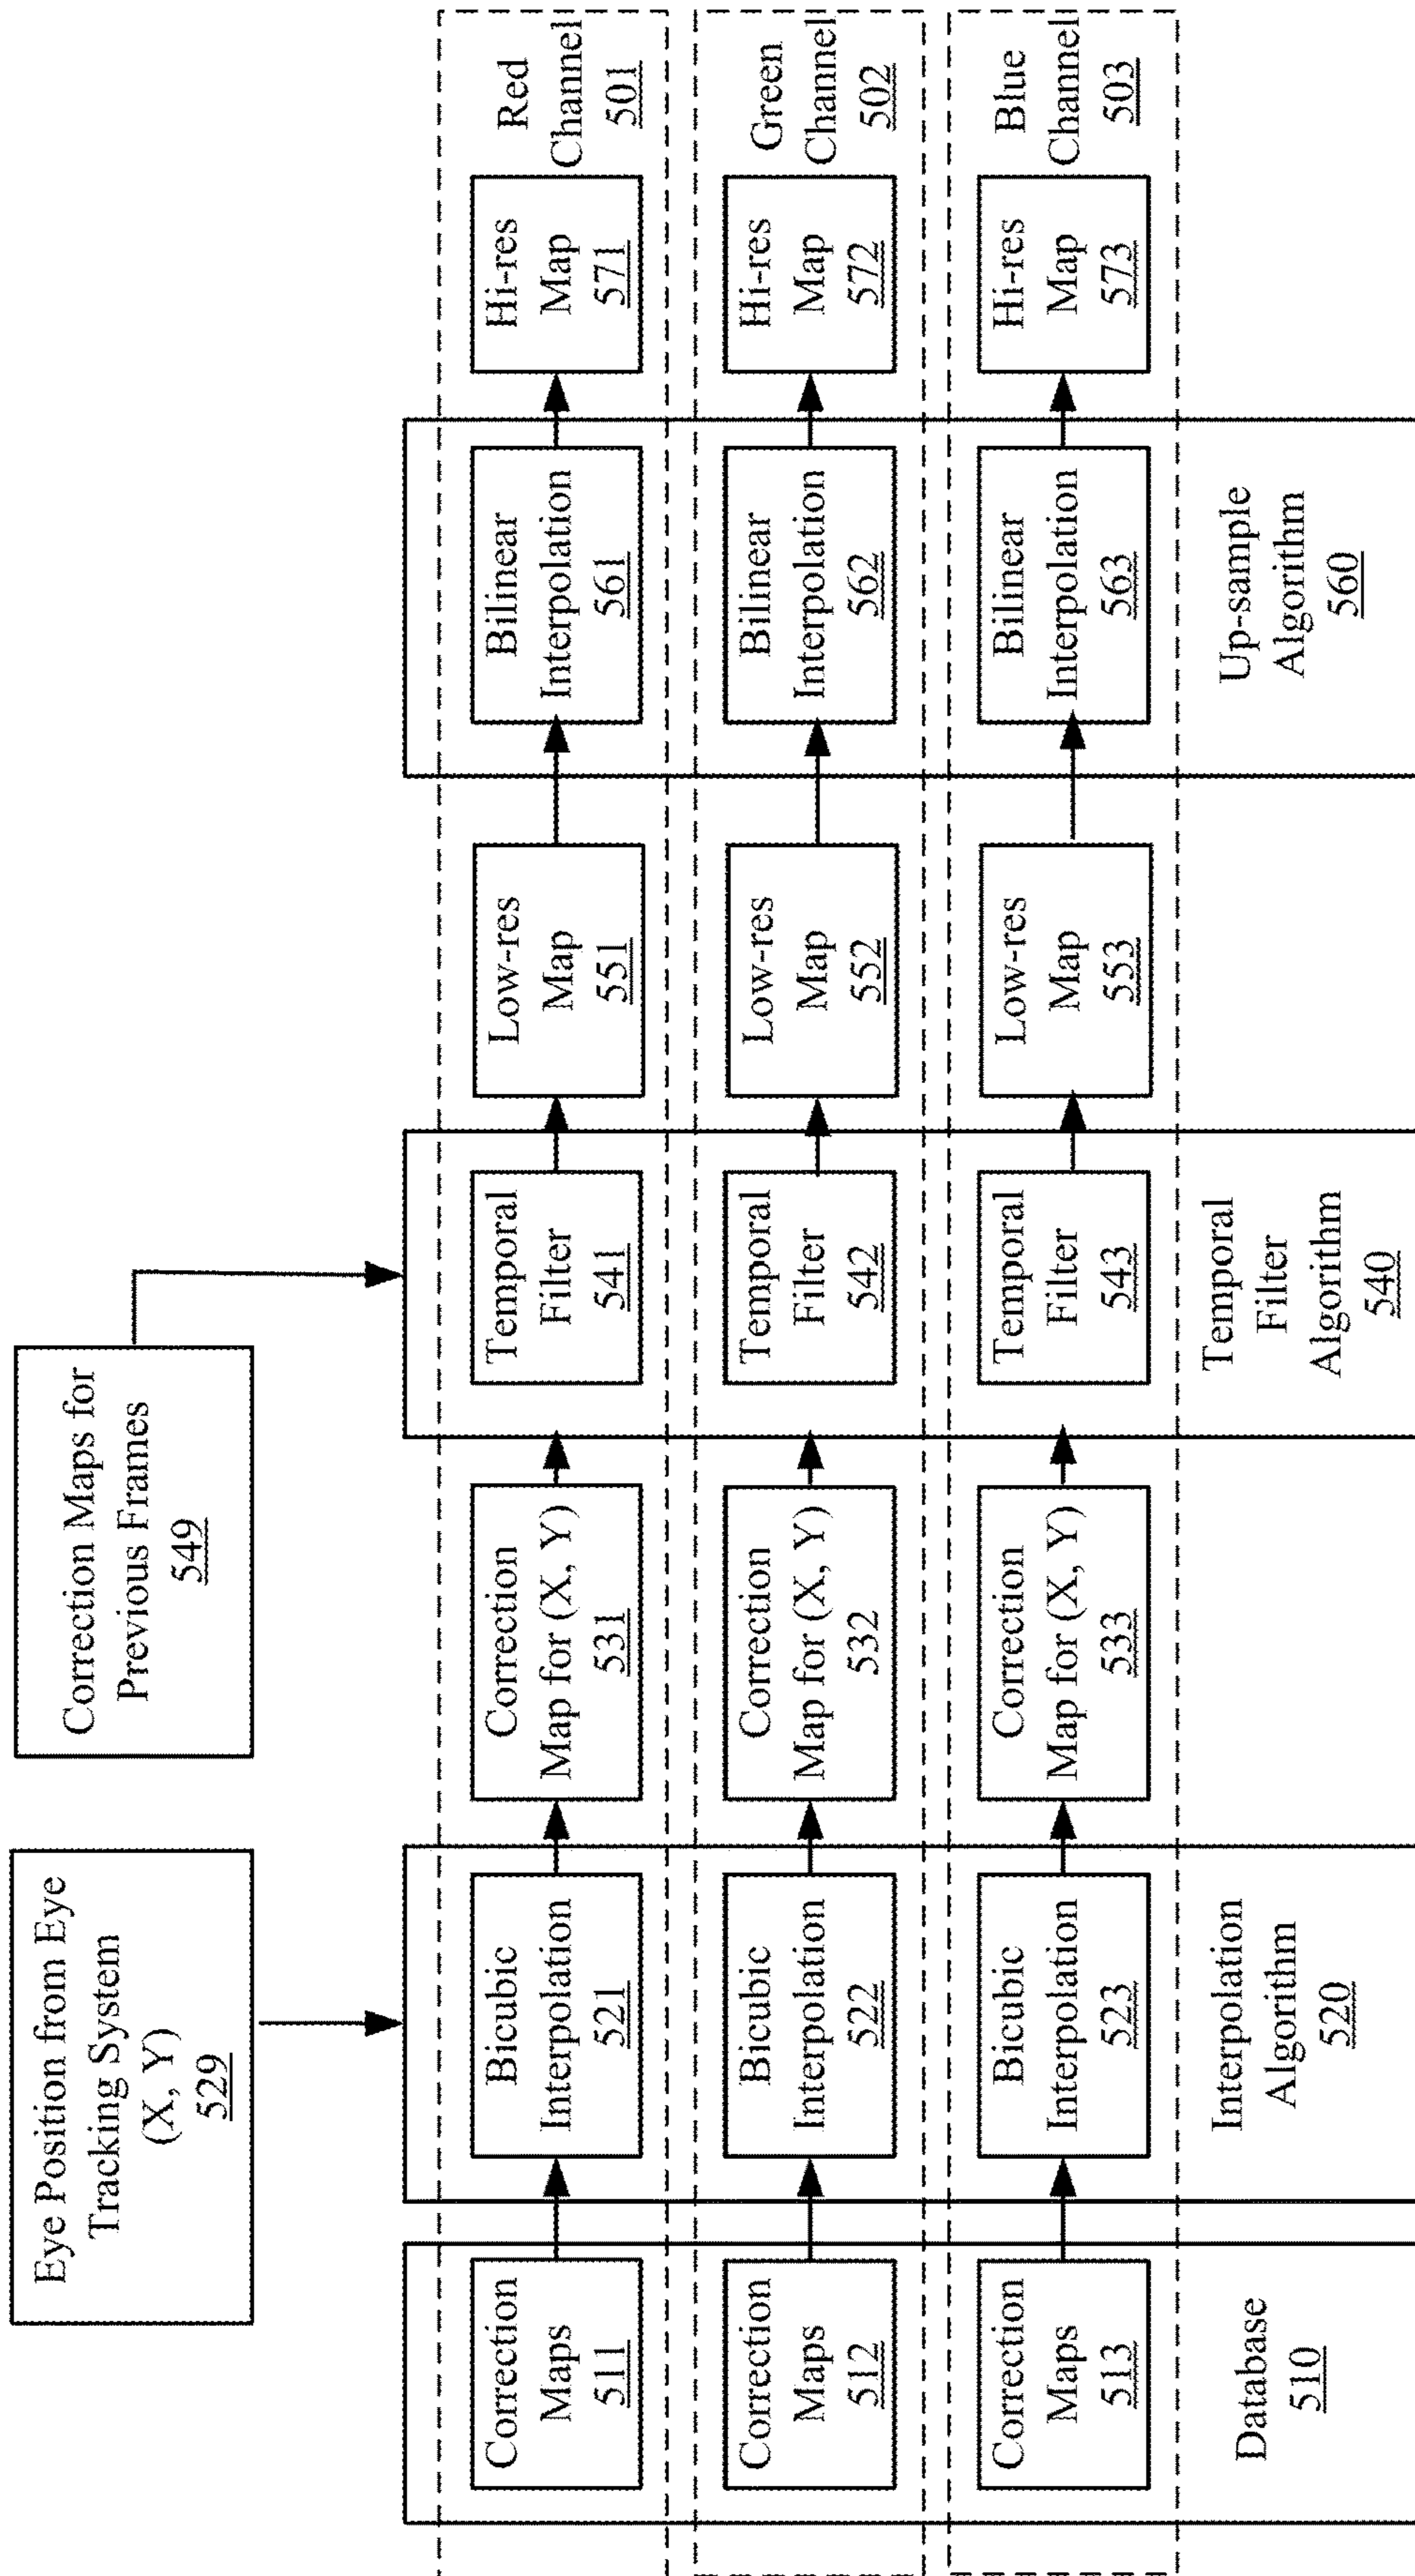 Eye Position from Eye
Tracking System
(X, Y)
529
Correction Maps for
Previous Frames
549
Correction
Maps
511
Bicubic
Interpolation
521
Correction
Map for (X, Y)
531
Temporal
Filter
541
Low-res
Map
551
Bilinear
Interpolation
561
Hi-res
Map
571
Red
Channel
501
Correction
Maps
512
Bicubic
Interpolation
522
Correction
Map for (X, Y)
532
Temporal
Filter
542
Low-res
Map
552
Bilinear
Interpolation
562
Hi-res
Map
572
Green
Channel
502
Correction
Maps
513
Bicubic
Interpolation
523
Correction
Map for (X, Y)
533
Temporal
Filter
543
Low-res
Map
553
Bilinear
Interpolation
563
Hi-res
Map
573
Blue
Channel
503
Database
510
Interpolation
Algorithm
520
Temporal
Filter
Algorithm
540
Up-sample
Algorithm
560